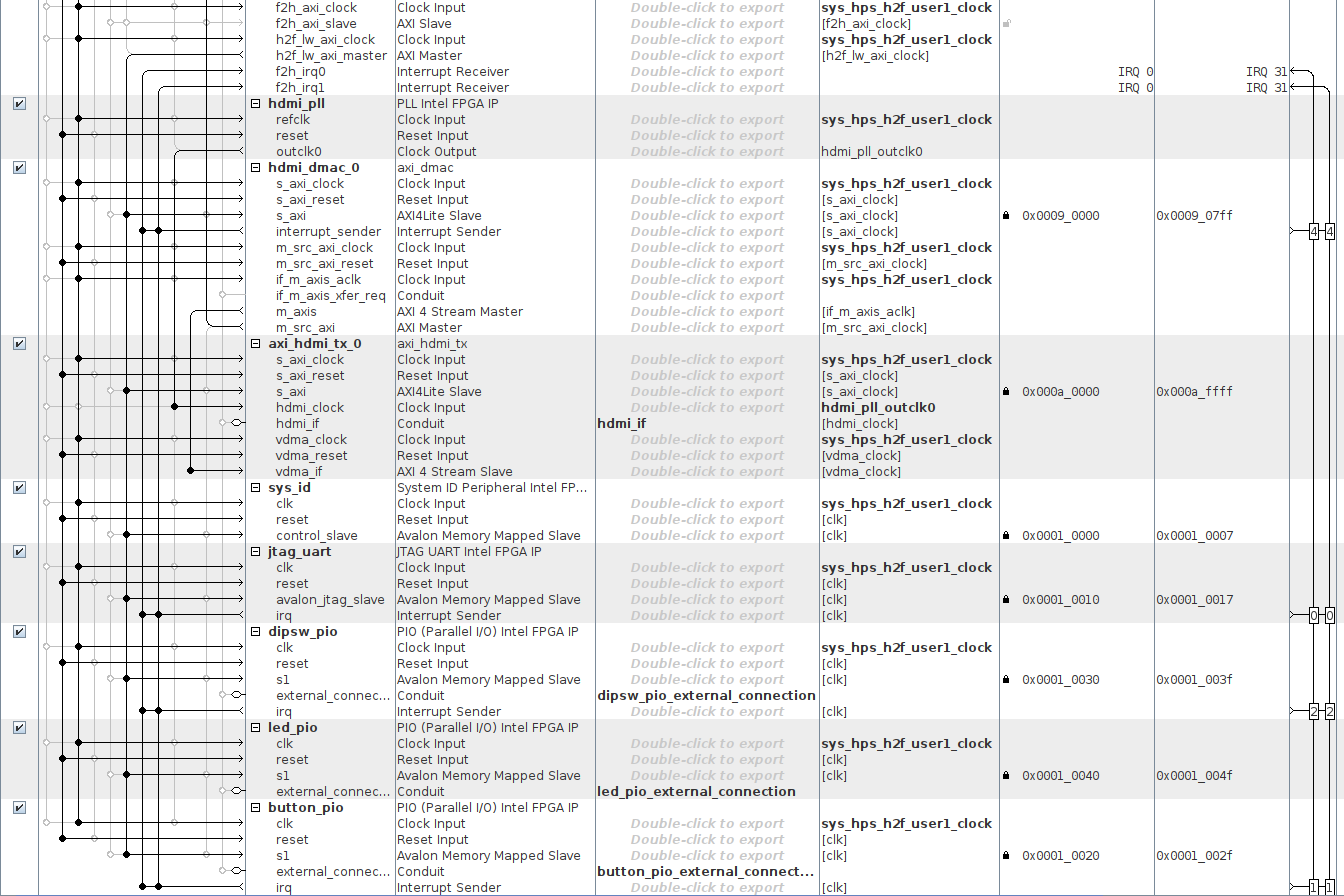 f2h_axi_clock Clock Input Double-click to export sys_hps_h2f_user1_clock
f2h_axi_slave AXI Slave Double-click to export [f2h_axi_clock]
h2f_lw_axi_clock Clock Input Double-click to export sys_hps_h2f_user1_clock
h2f_lw_axi_master AXI Master Double-click to export [h2f_lw_axi_clock]
f2h_irq0 Interrupt Receiver Double-click to export IRQ 0 IRQ 31
f2h_irq1 Interrupt Receiver Double-click to export IRQ 0 IRQ 31
hdmi_pll PLL Intel FPGA IP
refclk Clock Input Double-click to export sys_hps_h2f_user1_clock
reset Reset Input Double-click to export
outclk0 Clock Output Double-click to export hdmi_pll_outclk0
hdmi_dmac_0 axi_dmac
s_axi_clock Clock Input Double-click to export sys_hps_h2f_user1_clock
s_axi_reset Reset Input Double-click to export [s_axi_clock]
s_axi AXI4Lite Slave Double-click to export [s_axi_clock] 0x0009_0000 0x0009_07ff
interrupt_sender Interrupt Sender Double-click to export [s_axi_clock] 4 4
m_src_axi_clock Clock Input Double-click to export sys_hps_h2f_user1_clock
m_src_axi_reset Reset Input Double-click to export [m_src_axi_clock]
if_m_axis_aclk Clock Input Double-click to export sys_hps_h2f_user1_clock
if_m_axis_xfer_req Conduit Double-click to export
m_axis AXI 4 Stream Master Double-click to export [if_m_axis_aclk]
m_src_axi AXI Master Double-click to export [m_src_axi_clock]
axi_hdmi_tx_0 axi_hdmi_tx
s_axi_clock Clock Input Double-click to export sys_hps_h2f_user1_clock
s_axi_reset Reset Input Double-click to export [s_axi_clock]
s_axi AXI4Lite Slave Double-click to export [s_axi_clock] 0x000a_0000 0x000a_ffff
hdmi_clock Clock Input Double-click to export hdmi_pll_outclk0
hdmi_if Conduit hdmi_if [hdmi_clock]
vdma_clock Clock Input Double-click to export sys_hps_h2f_user1_clock
vdma_reset Reset Input Double-click to export [vdma_clock]
vdma_if AXI 4 Stream Slave Double-click to export [vdma_clock]
sys_id System ID Peripheral Intel FP...
clk Clock Input Double-click to export sys_hps_h2f_user1_clock
reset Reset Input Double-click to export [clk]
control_slave Avalon Memory Mapped Slave Double-click to export [clk] 0x0001_0000 0x0001_0007
jtag_uart JTAG UART Intel FPGA IP
clk Clock Input Double-click to export sys_hps_h2f_user1_clock
reset Reset Input Double-click to export [clk]
avalon_jtag_slave Avalon Memory Mapped Slave Double-click to export [clk] 0x0001_0010 0x0001_0017
irq Interrupt Sender Double-click to export [clk] 0 0
dipsw_pio PIO (Parallel I/O) Intel FPGA IP
clk Clock Input Double-click to export sys_hps_h2f_user1_clock
reset Reset Input Double-click to export [clk]
s1 Avalon Memory Mapped Slave Double-click to export [clk] 0x0001_0030 0x0001_003f
external_connec... Conduit dipsw_pio_external_connection
irq Interrupt Sender Double-click to export [clk] 2 2
led_pio PIO (Parallel I/O) Intel FPGA IP
clk Clock Input Double-click to export sys_hps_h2f_user1_clock
reset Reset Input Double-click to export [clk]
s1 Avalon Memory Mapped Slave Double-click to export [clk] 0x0001_0040 0x0001_004f
external_connec... Conduit led_pio_external_connection
button_pio PIO (Parallel I/O) Intel FPGA IP
clk Clock Input Double-click to export sys_hps_h2f_user1_clock
reset Reset Input Double-click to export [clk]
s1 Avalon Memory Mapped Slave Double-click to export [clk] 0x0001_0020 0x0001_002f
external_connec... Conduit button_pio_external_connect...
irq Interrupt Sender Double-click to export [clk] 1 1